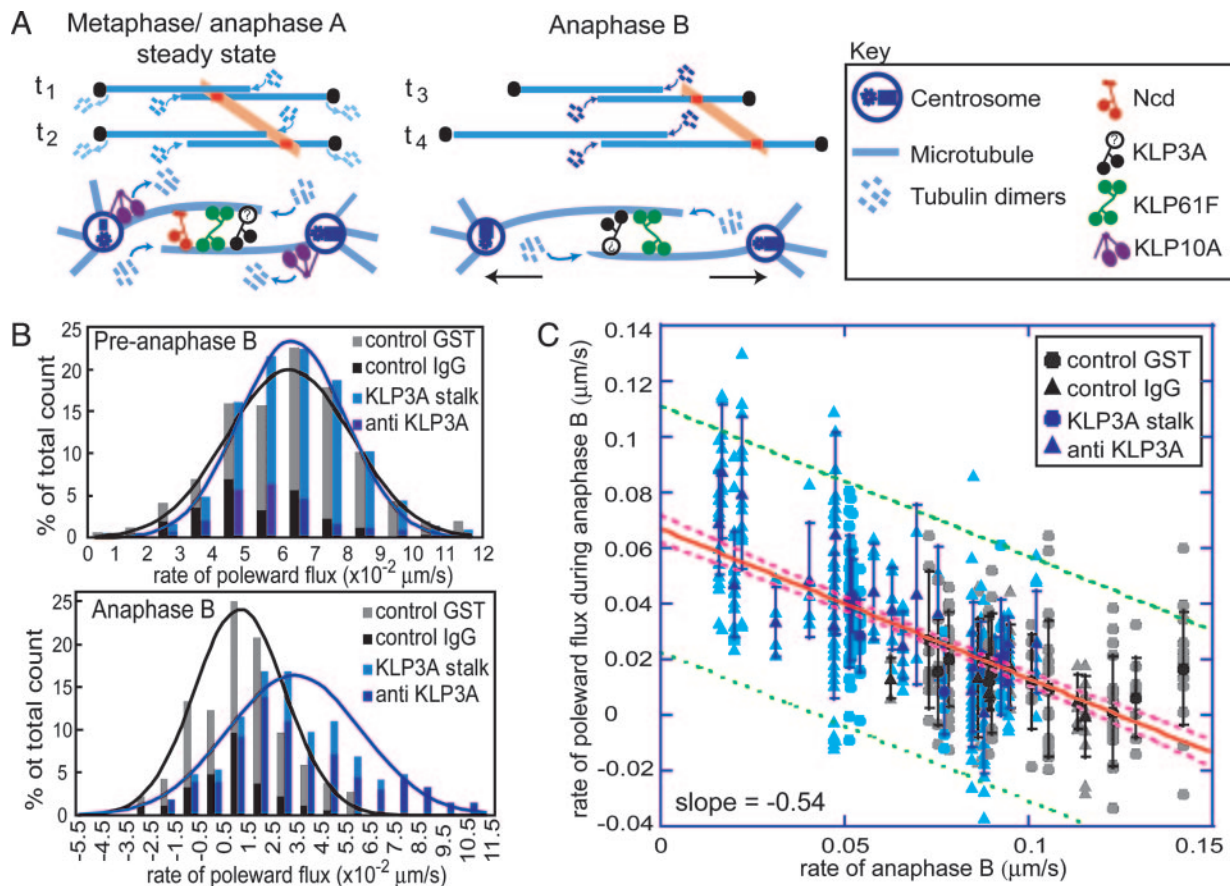 A
Metaphase/ anaphase A
steady state
t1
t2
Anaphase B
t3
t4
Key
Centrosome
Microtubule
Tubulin dimers
Ncd
?
KLP3A
KLP61F
KLP10A
?
?
B
Pre-anaphase B
% of total count
25
20
15
10
5
0
control GST
control IgG
KLP3A stalk
anti KLP3A
0 2 3 4 5 6 7 8 9 10 11 12
rate of poleward flux (x10-2 µm/s)
Anaphase B
% ot total count
25
20
15
10
5
0
control GST
control IgG
KLP3A stalk
anti KLP3A
-5.5 -4.5 -3.5 -2.5 -1.5 -0.5 1.5 2.5 3.5 4.5 5.5 6.5 7.5 8.5 9.5 10.5 11.5
rate of poleward flux (x10-2 µm/s)
C
rate of poleward flux during anaphase B (µm/s)
0.14
0.12
0.1
0.08
0.06
0.04
0.02
0
-0.02
-0.04
control GST
control IgG
KLP3A stalk
anti KLP3A
slope = -0.54
0 0.05 0.1 0.15
rate of anaphase B (µm/s)